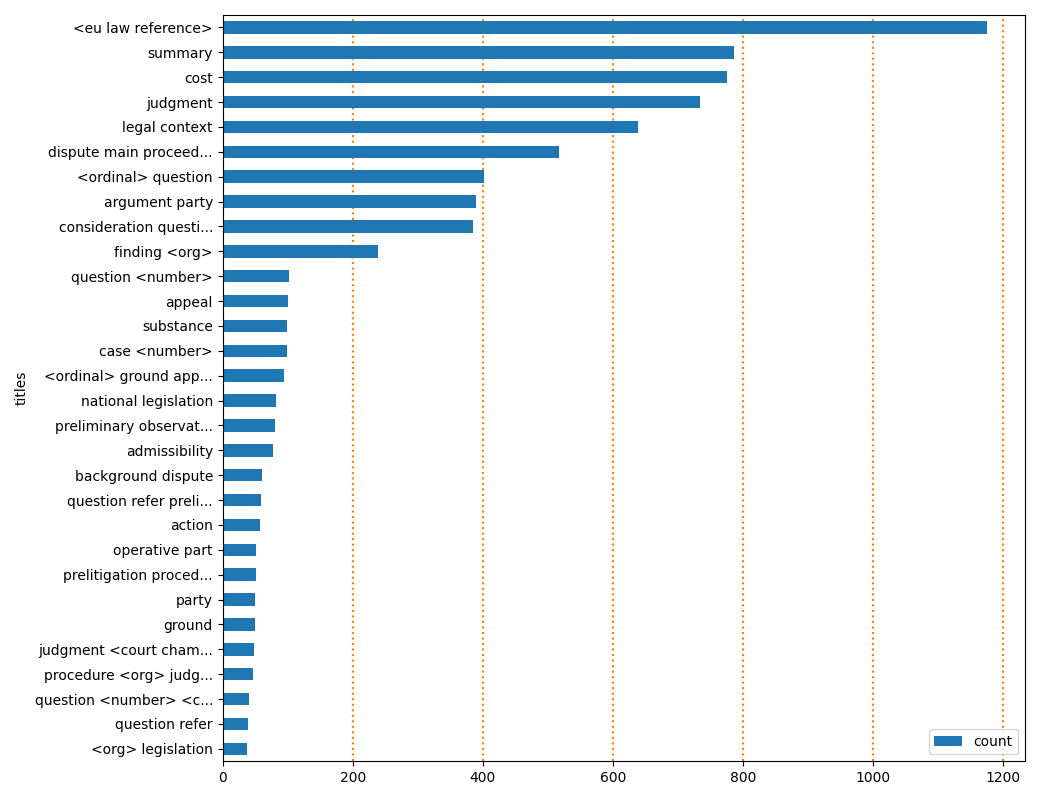 <eu law reference>
summary
cost
judgment
legal context
dispute main proceed...
<ordinal> question
argument party
consideration questi...
finding <org>
question <number>
appeal
substance
case <number>
<ordinal> ground app...
national legislation
preliminary observat...
admissibility
background dispute
question refer preli...
action
operative part
prelitigation proced...
party
ground
judgment <court cham...
procedure <org> judg...
question <number> <c...
question refer
<org> legislation
titles
count
0 200 400 600 800 1000 1200